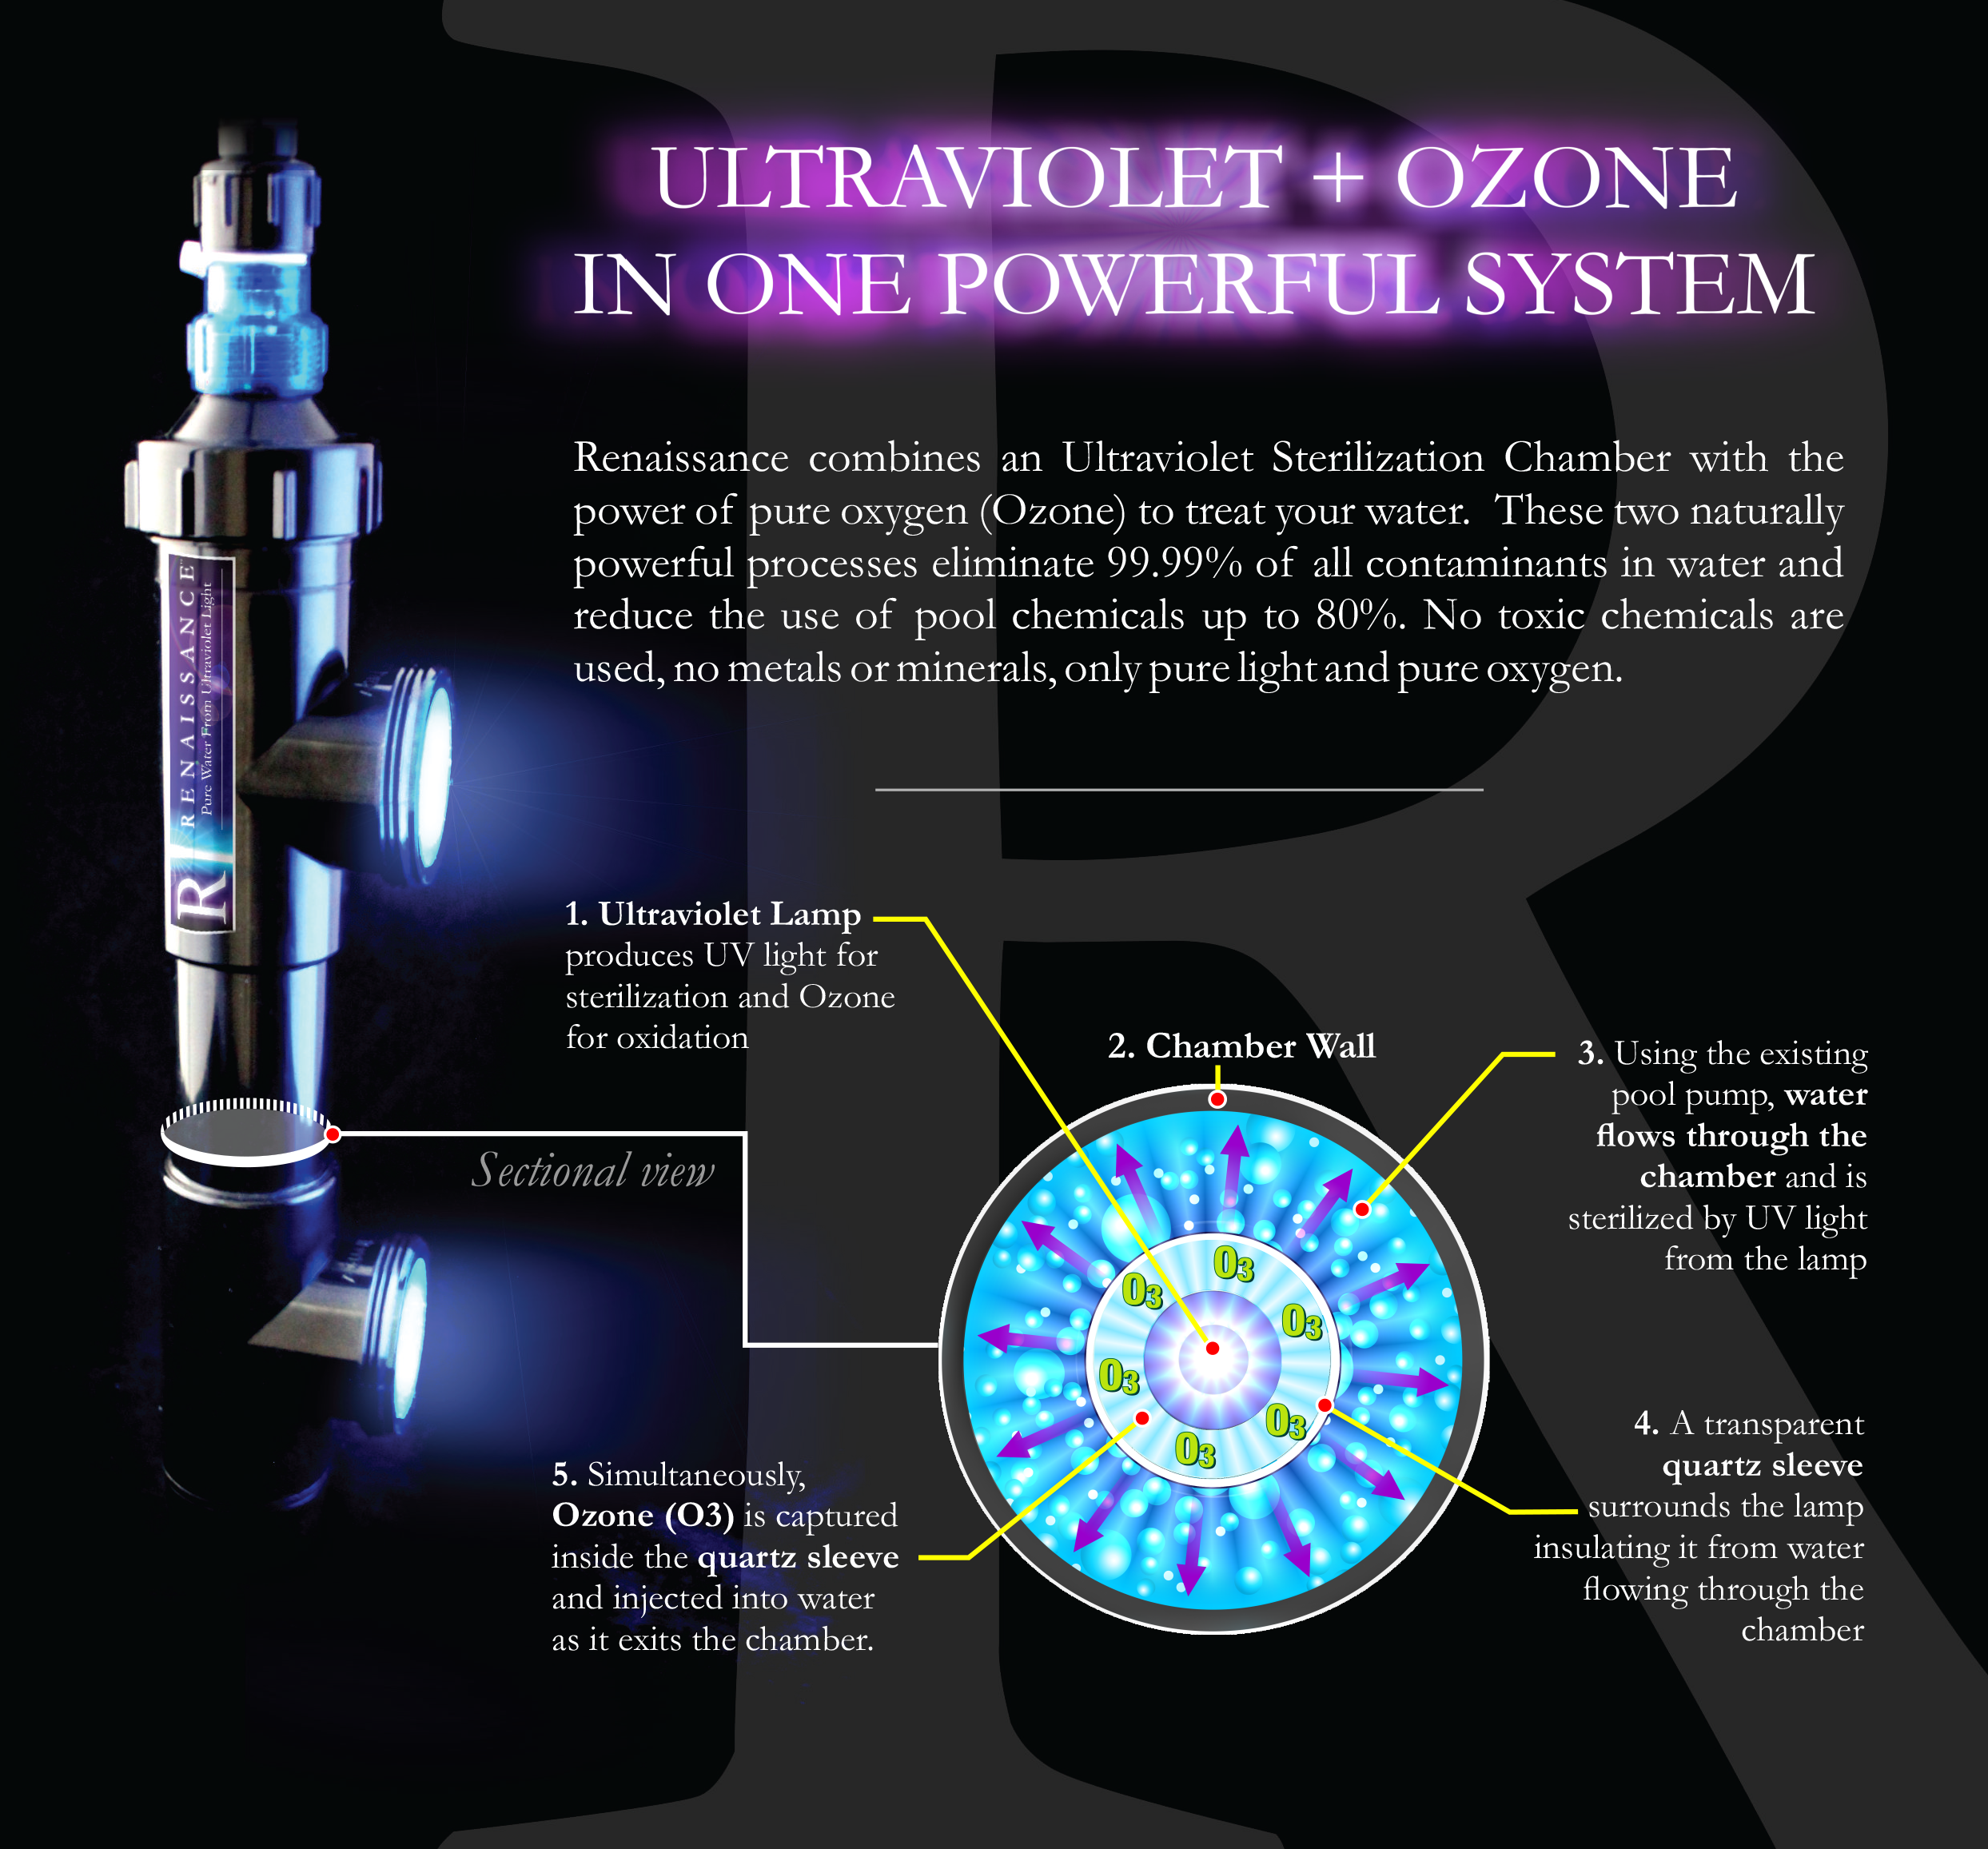 ULTRAVIOLET + OZONE
IN ONE POWERFUL SYSTEM
Renaissance combines an Ultraviolet Sterilization Chamber with the
power of pure oxygen (Ozone) to treat your water. These two naturally
powerful processes eliminate 99.99% of all contaminants in water and
reduce the use of pool chemicals up to 80%. No toxic chemicals are
used, no metals or minerals, only pure light and pure oxygen.
R RENAISSANCE
Pure Water From Ultraviolet Light
1. Ultraviolet Lamp
produces UV light for
sterilization and Ozone
for oxidation
2. Chamber Wall
3. Using the existing
pool pump, water
flows through the
chamber and is
sterilized by UV light
from the lamp
Sectional view
O3
O3
O3
O3
O3
O3
4. A transparent
quartz sleeve
surrounds the lamp
insulating it from water
flowing through the
chamber
5. Simultaneously,
Ozone (O3) is captured
inside the quartz sleeve
and injected into water
as it exits the chamber.
R